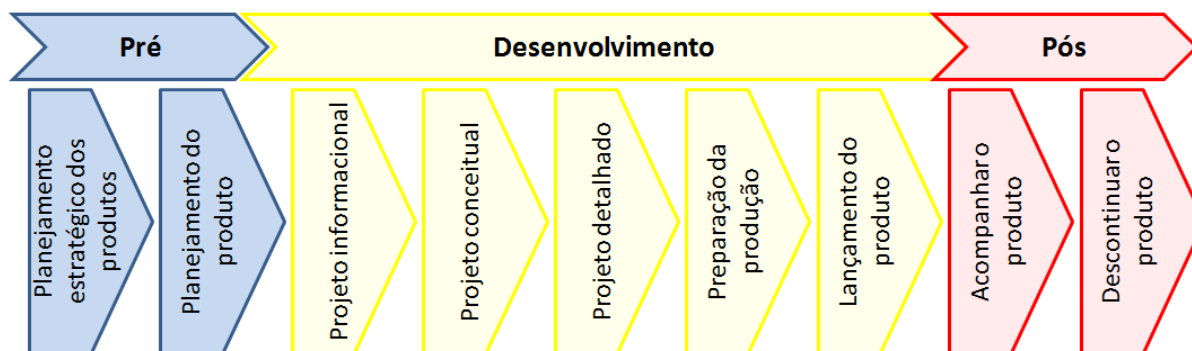 Pré
Desenvolvimento
Pós
Planejamento
estratégico dos
produtos
Planejamento do
produto
Projeto informacional
Projeto conceitual
Projeto detalhado
Preparação da
produção
Lançamento do
produto
Acompanhar o
produto
Descontinuar o
produto